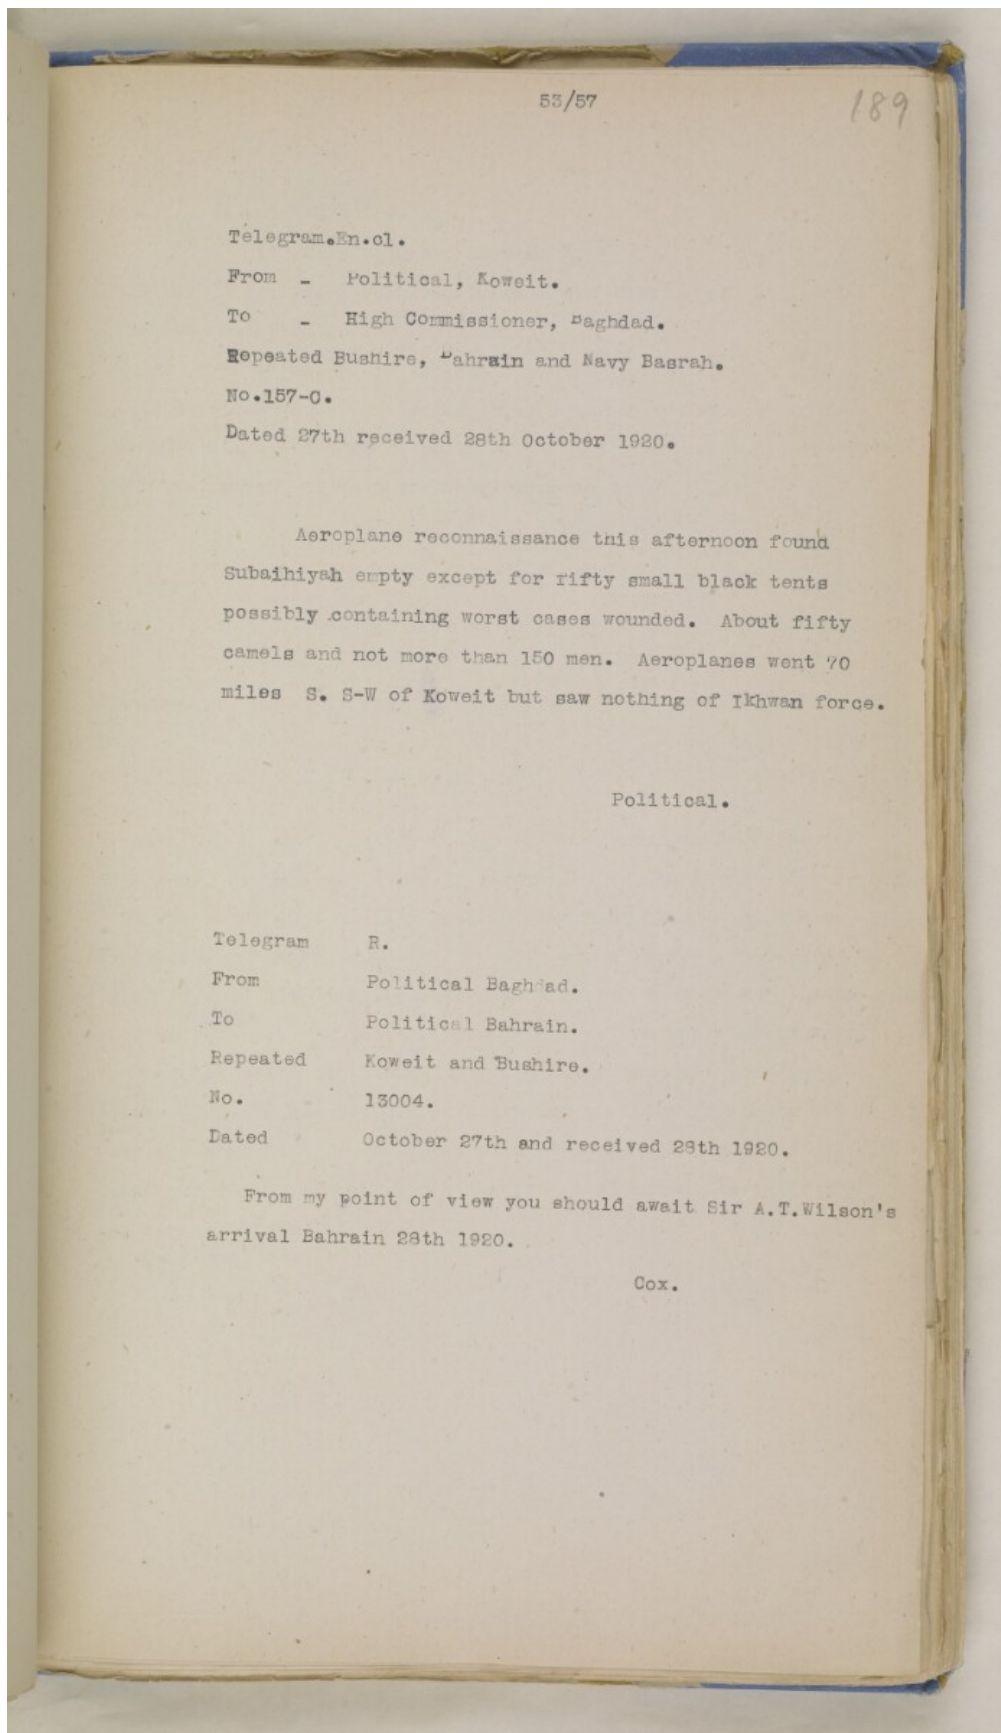 53/57
189
Telegram.En.cl.
From - Political, Koweit.
To - High Commissioner, Baghdad.
Repeated Bushire, Bahrain and Navy Basrah.
No.157-C.
Dated 27th received 28th October 1920.
Aeroplane reconnaissance this afternoon found
Subaihiyah empty except for fifty small black tents
possibly containing worst cases wounded. About fifty
camels and not more than 150 men. Aeroplanes went 70
miles S. S-W of Koweit but saw nothing of Ikhwan force.
Political.
Telegram R.
From Political Baghdad.
To Political Bahrain.
Repeated Koweit and Bushire.
No. 13004.
Dated October 27th and received 28th 1920.
From my point of view you should await Sir A.T.Wilson's
arrival Bahrain 28th 1920.
Cox.